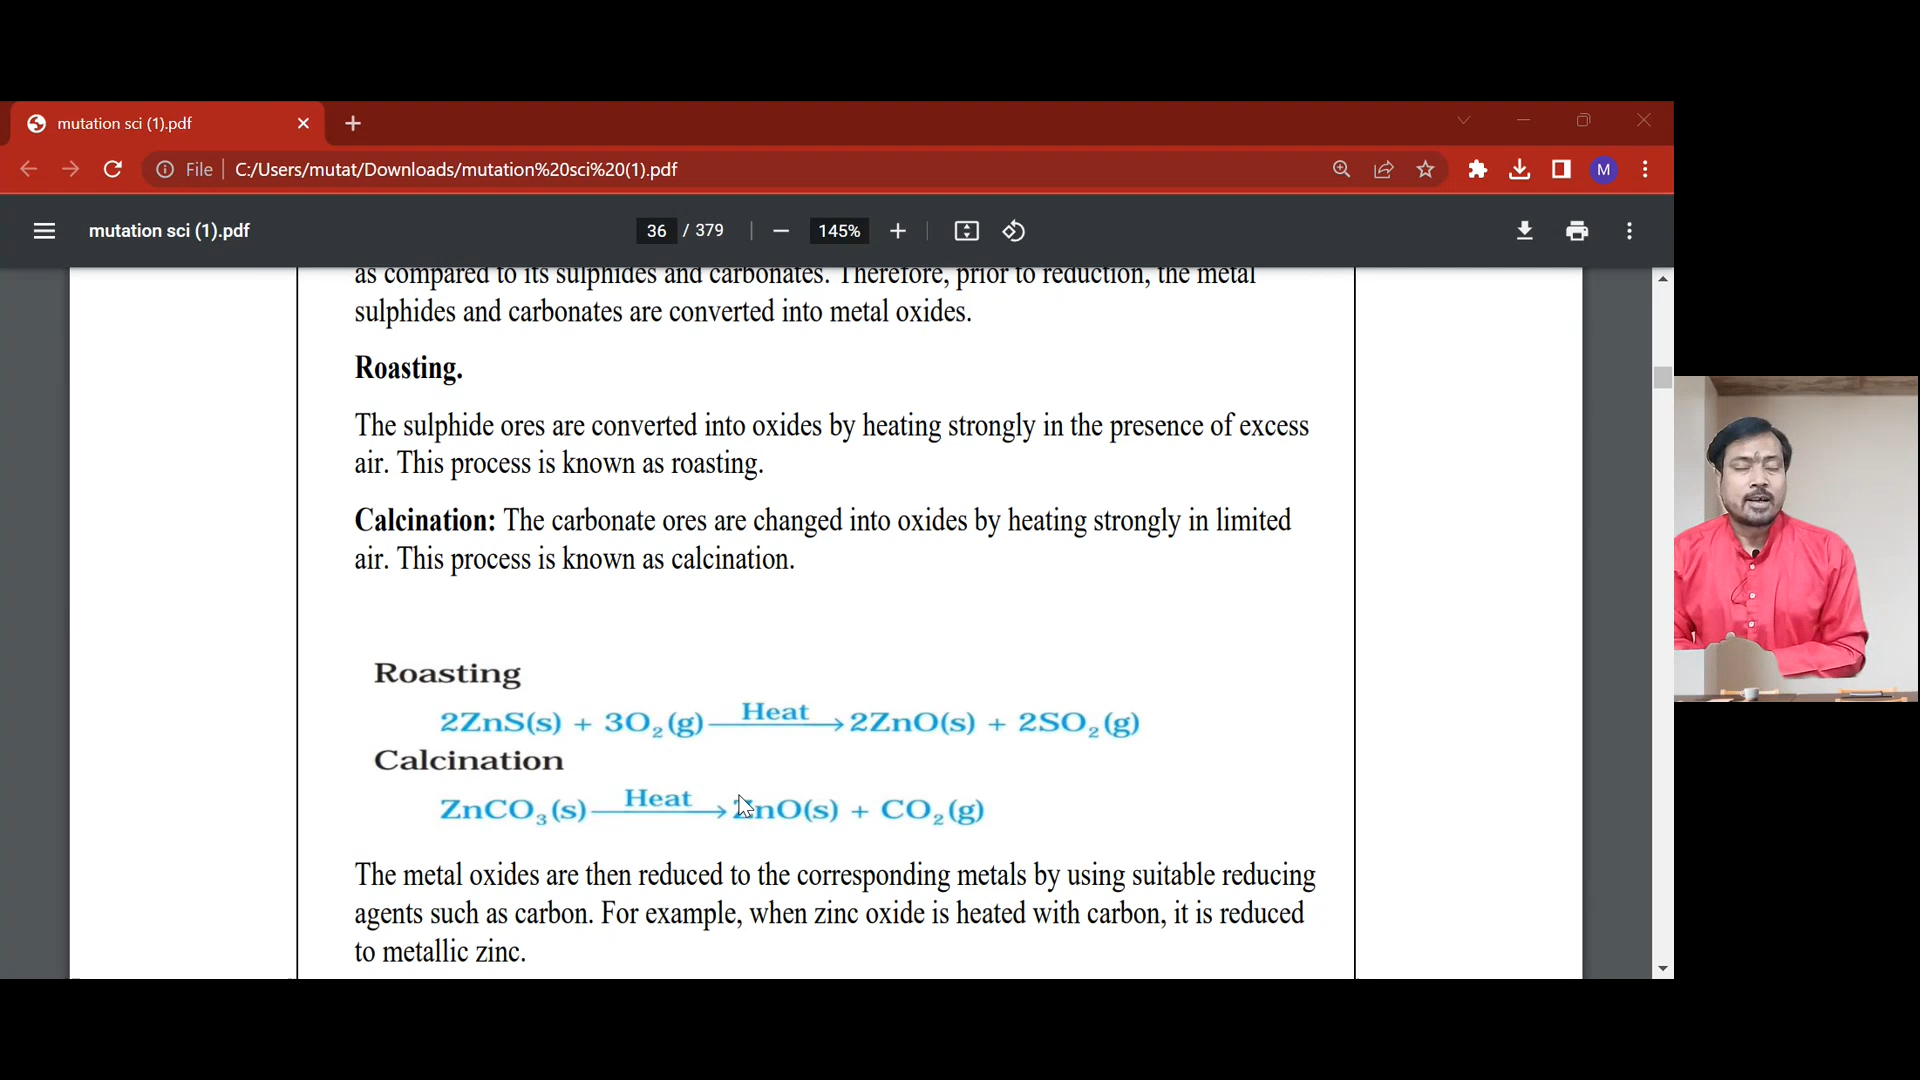 mutation sci (1).pdf
File
C:/Users/mutat/Downloads/mutation%20sci%20(1).pdf
M
mutation sci (1).pdf
36 / 379
145%
as compared to its sulphides and carbonates. Therefore, prior to reduction, the metal
sulphides and carbonates are converted into metal oxides.
Roasting.
The sulphide ores are converted into oxides by heating strongly in the presence of excess
air. This process is known as roasting.
Calcination: The carbonate ores are changed into oxides by heating strongly in limited
air. This process is known as calcination.
Roasting
2ZnS(s) + 3O₂(g) —Heat→ 2ZnO(s) + 2SO₂(g)
Calcination
ZnCO₃(s) —Heat→ ZnO(s) + CO₂(g)
The metal oxides are then reduced to the corresponding metals by using suitable reducing
agents such as carbon. For example, when zinc oxide is heated with carbon, it is reduced
to metallic zinc.